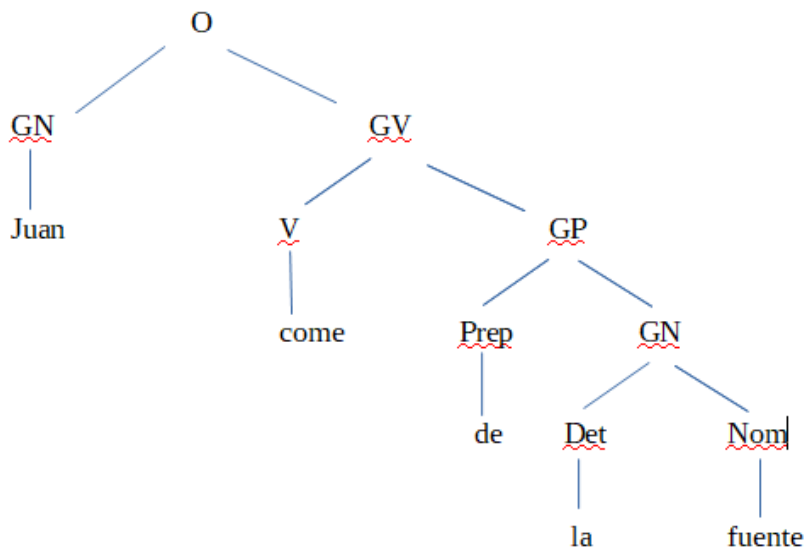 O
GN GV
Juan V GP
come Prep GN
de Det Nom
la fuente